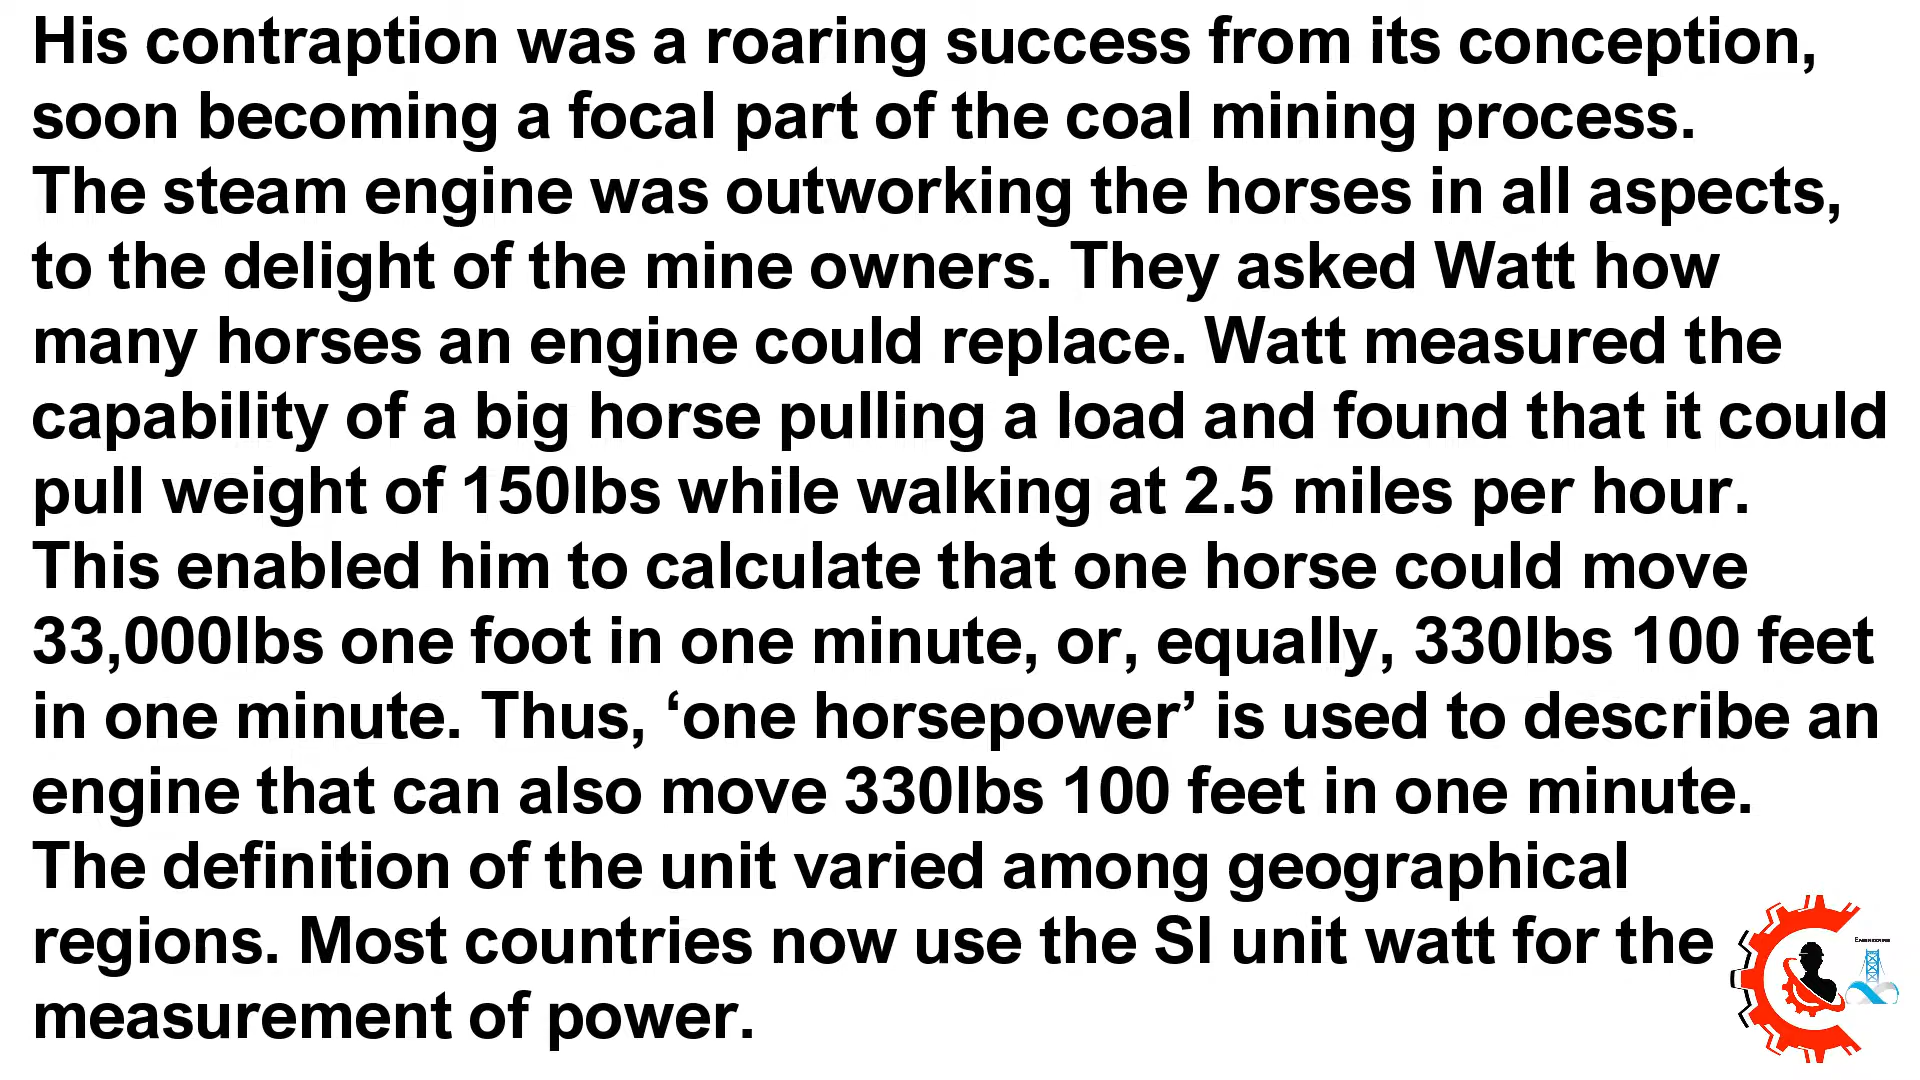 His contraption was a roaring success from its conception,
soon becoming a focal part of the coal mining process.
The steam engine was outworking the horses in all aspects,
to the delight of the mine owners. They asked Watt how
many horses an engine could replace. Watt measured the
capability of a big horse pulling a load and found that it could
pull weight of 150lbs while walking at 2.5 miles per hour.
This enabled him to calculate that one horse could move
33,000lbs one foot in one minute, or, equally, 330lbs 100 feet
in one minute. Thus, ‘one horsepower’ is used to describe an
engine that can also move 330lbs 100 feet in one minute.
The definition of the unit varied among geographical
regions. Most countries now use the SI unit watt for the
measurement of power.